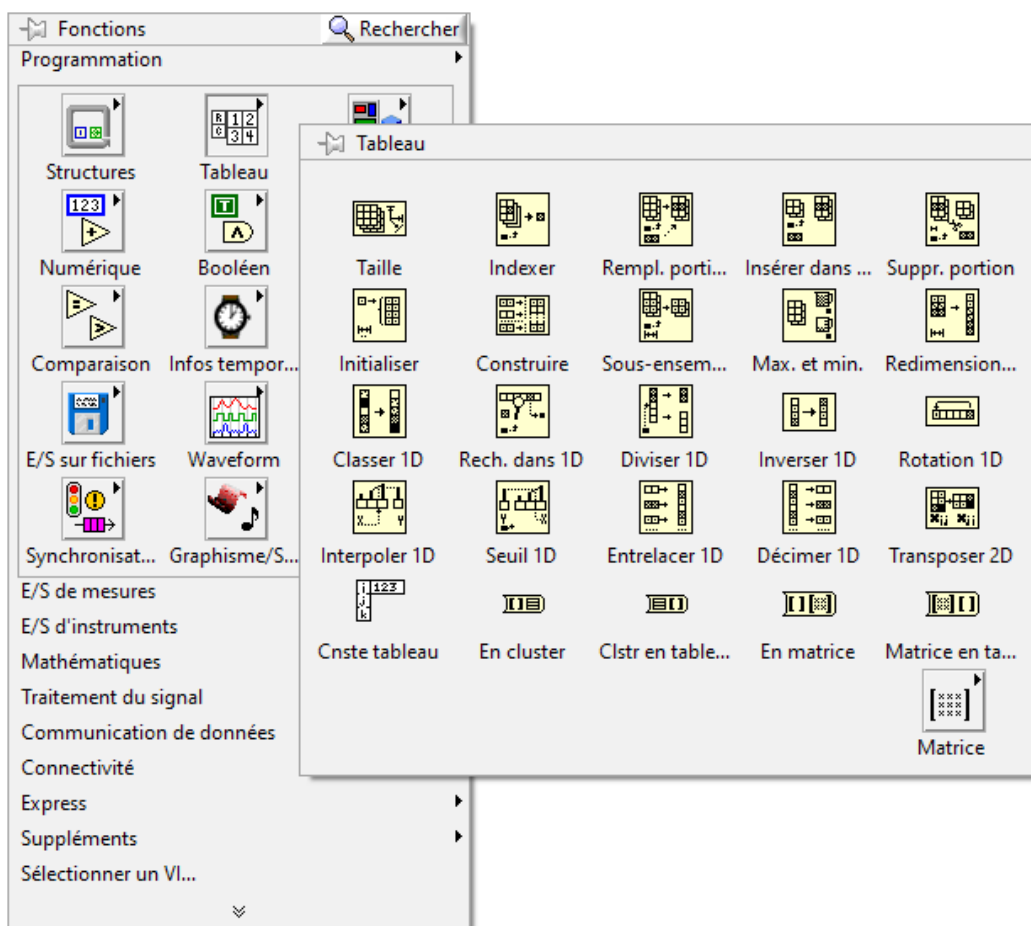 Fonctions Rechercher
Programmation
Structures Tableau
Numérique Booléen
Comparaison Infos tempor...
E/S sur fichiers Waveform
Synchronisat... Graphisme/S...
E/S de mesures
E/S d'instruments
Mathématiques
Traitement du signal
Communication de données
Connectivité
Express
Suppléments
Sélectionner un VI...
Tableau
Taille Indexer Rempl. porti... Insérer dans ... Suppr. portion
Initialiser Construire Sous-ensem... Max. et min. Redimension...
Classer 1D Rech. dans 1D Diviser 1D Inverser 1D Rotation 1D
Interpoler 1D Seuil 1D Entrelacer 1D Décimer 1D Transposer 2D
Cnste tableau En cluster Clstr en table... En matrice Matrice en ta...
Matrice